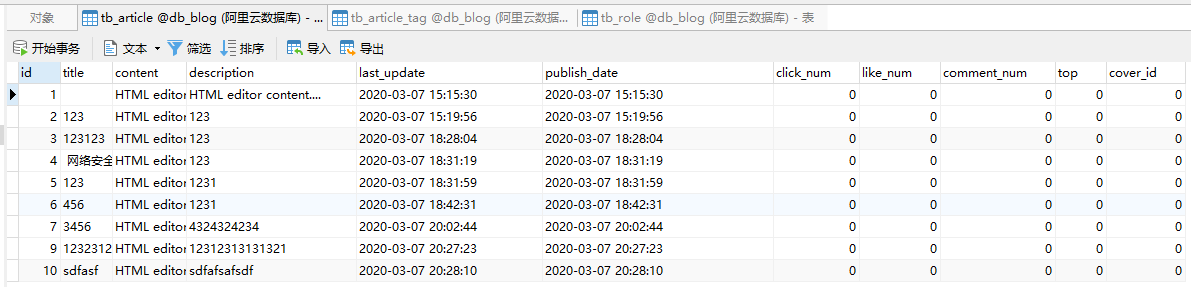 对象 tb_article @db_blog (阿里云数据库) - ... tb_article_tag @db_blog (阿里云数据... tb_role @db_blog (阿里云数据库) - 表
开始事务 文本 筛选 排序 导入 导出
id title content description last_update publish_date click_num like_num comment_num top cover_id
1 HTML editor HTML editor content.... 2020-03-07 15:15:30 2020-03-07 15:15:30 0 0 0 0 0
2 123 HTML editor 123 2020-03-07 15:19:56 2020-03-07 15:19:56 0 0 0 0 0
3 123123 HTML editor 123 2020-03-07 18:28:04 2020-03-07 18:28:04 0 0 0 0 0
4 网络安全 HTML editor 123 2020-03-07 18:31:19 2020-03-07 18:31:19 0 0 0 0 0
5 123 HTML editor 1231 2020-03-07 18:31:59 2020-03-07 18:31:59 0 0 0 0 0
6 456 HTML editor 1231 2020-03-07 18:42:31 2020-03-07 18:42:31 0 0 0 0 0
7 3456 HTML editor 4324324234 2020-03-07 20:02:44 2020-03-07 20:02:44 0 0 0 0 0
9 1232312 HTML editor 12312313131321 2020-03-07 20:27:23 2020-03-07 20:27:23 0 0 0 0 0
10 sdfasf HTML editor sdfafsafsdf 2020-03-07 20:28:10 2020-03-07 20:28:10 0 0 0 0 0